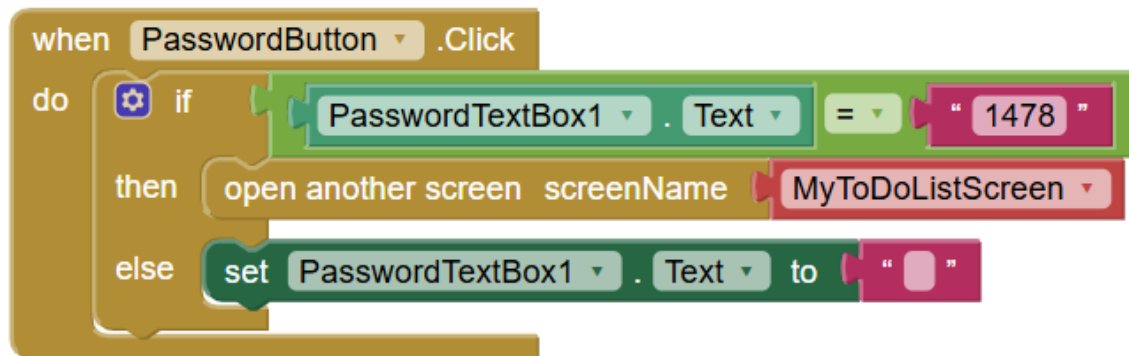 when PasswordButton .Click
do if PasswordTextBox1 . Text = “ 1478 ”
then open another screen screenName MyToDoListScreen
else set PasswordTextBox1 . Text to “ ”